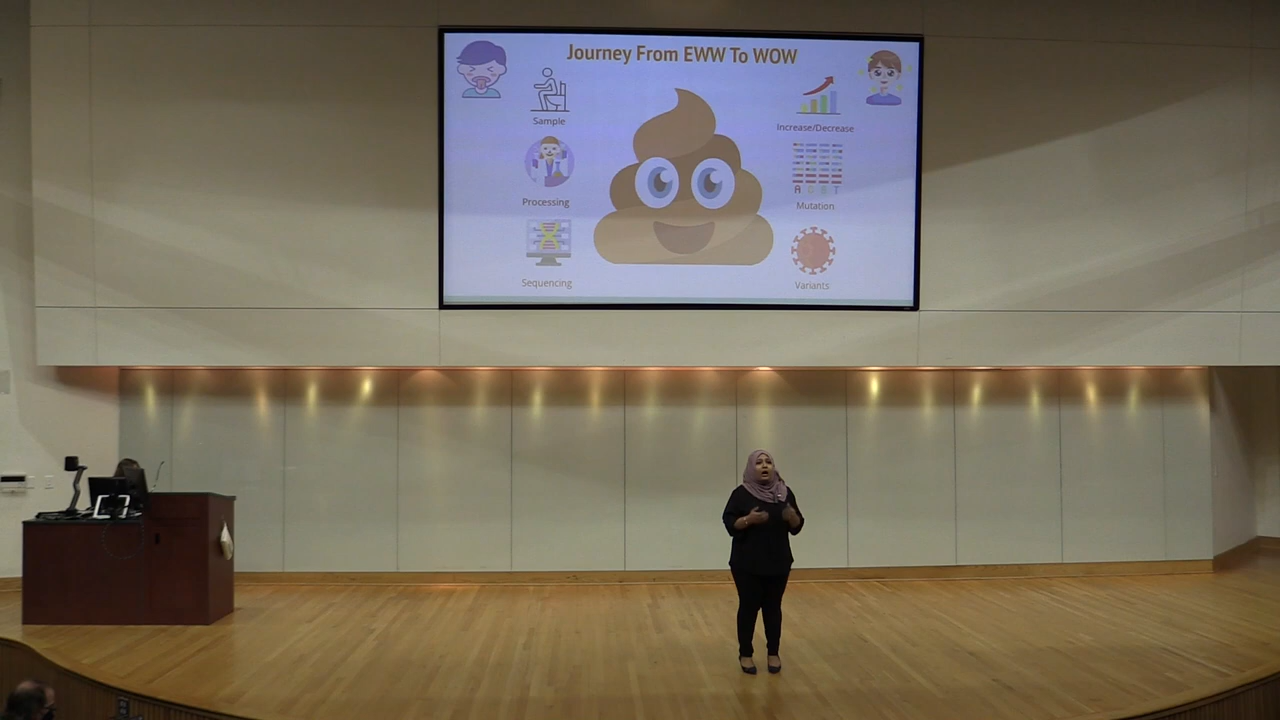 Journey From EWW To WOW
Sample
Processing
Sequencing
Increase/Decrease
A G C T
Mutation
Variants